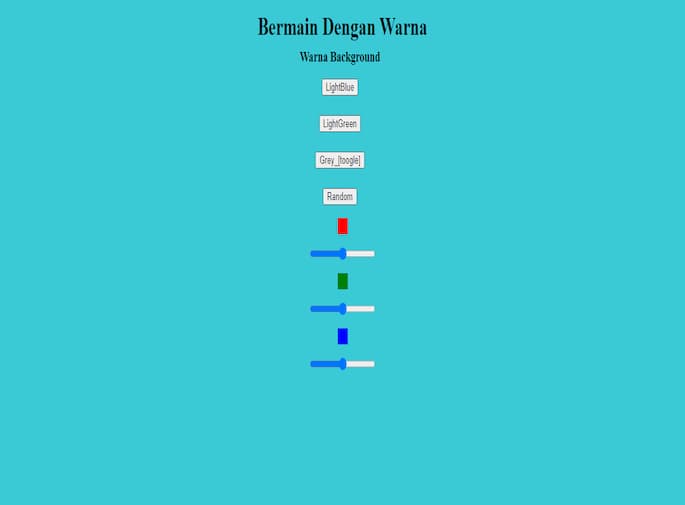 Bermain Dengan Warna
Warna Background
LightBlue
LightGreen
Grey_[toogle]
Random